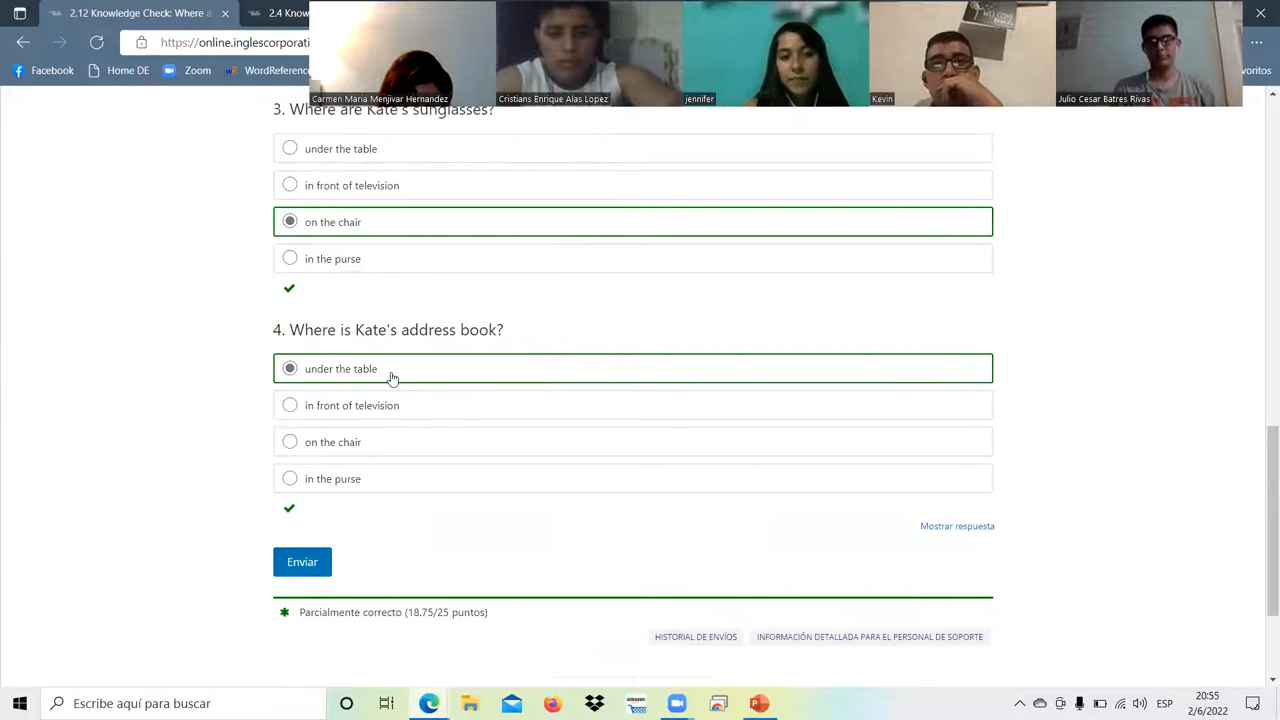 2.1 Knowledge Check: Where a
2.4 Know
https://online.inglescorporati
Facebook
Home DE
Zoom
WordReferenc
avoritos
WELCOME
Carmen Maria Menjivar Hernandez
Cristians Enrique Alas Lopez
jennifer
Kevin
Julio Cesar Batres Rivas
3. Where are Kate's sunglasses?
under the table
in front of television
on the chair
in the purse
4. Where is Kate's address book?
under the table
in front of television
on the chair
in the purse
Mostrar respuesta
Enviar
Parcialmente correcto (18.75/25 puntos)
HISTORIAL DE ENVÍOS
INFORMACIÓN DETALLADA PARA EL PERSONAL DE SOPORTE
Escribe aquí para buscar
amazon
ESP
20:55
2/6/2022